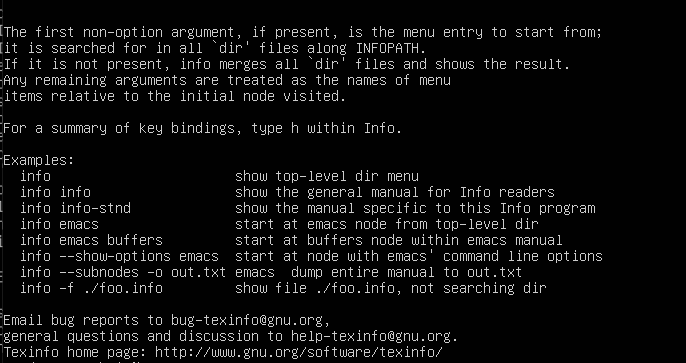 The first non-option argument, if present, is the menu entry to start from;
it is searched for in all `dir' files along INFOPATH.
If it is not present, info merges all `dir' files and shows the result.
Any remaining arguments are treated as the names of menu
items relative to the initial node visited.

For a summary of key bindings, type h within Info.

Examples:
  info                       show top-level dir menu
  info info                  show the general manual for Info readers
  info info-stnd             show the manual specific to this Info program
  info emacs                 start at emacs node from top-level dir
  info emacs buffers         start at buffers node within emacs manual
  info --show-options emacs  start at node with emacs' command line options
  info --subnodes -o out.txt emacs  dump entire manual to out.txt
  info -f ./foo.info         show file ./foo.info, not searching dir

Email bug reports to bug-texinfo@gnu.org,
general questions and discussion to help-texinfo@gnu.org.
Texinfo home page: http://www.gnu.org/software/texinfo/